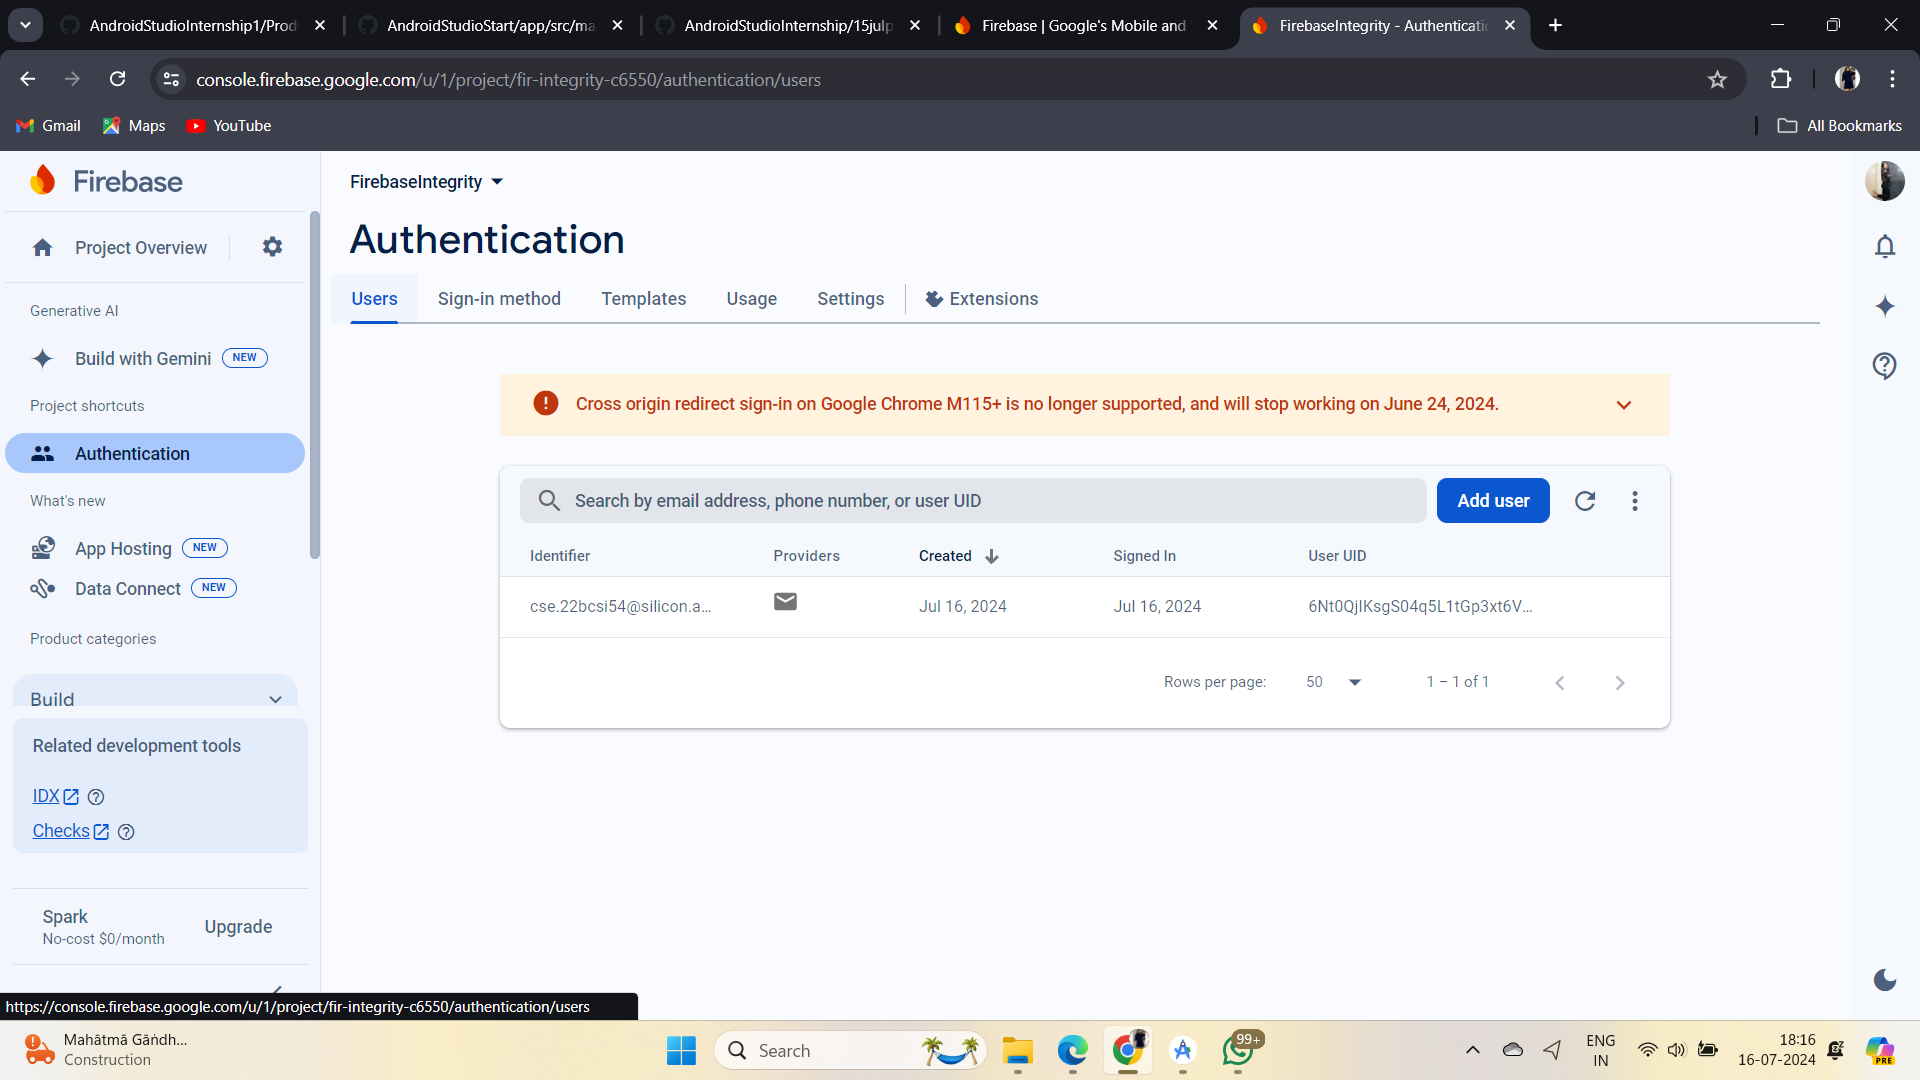 AndroidStudioInternship1/Prod
AndroidStudioStart/app/src/ma
AndroidStudioInternship/15julp
Firebase | Google's Mobile and
FirebaseIntegrity - Authenticatio
console.firebase.google.com/u/1/project/fir-integrity-c6550/authentication/users
Gmail
Maps
YouTube
All Bookmarks
Firebase
Project Overview
Generative AI
Build with Gemini NEW
Project shortcuts
Authentication
What's new
App Hosting NEW
Data Connect NEW
Product categories
Build
Related development tools
IDX
Checks
Spark
No-cost $0/month
Upgrade
FirebaseIntegrity
Authentication
Users
Sign-in method
Templates
Usage
Settings
Extensions
Cross origin redirect sign-in on Google Chrome M115+ is no longer supported, and will stop working on June 24, 2024.
Search by email address, phone number, or user UID
Add user
Identifier
Providers
Created
Signed In
User UID
cse.22bcsi54@silicon.a...
Jul 16, 2024
Jul 16, 2024
6Nt0QjIKsgS04q5L1tGp3xt6V...
Rows per page:
50
1 – 1 of 1
https://console.firebase.google.com/u/1/project/fir-integrity-c6550/authentication/users
Mahātmā Gāndh...
Construction
Search
99+
ENG
IN
18:16
16-07-2024
PRE